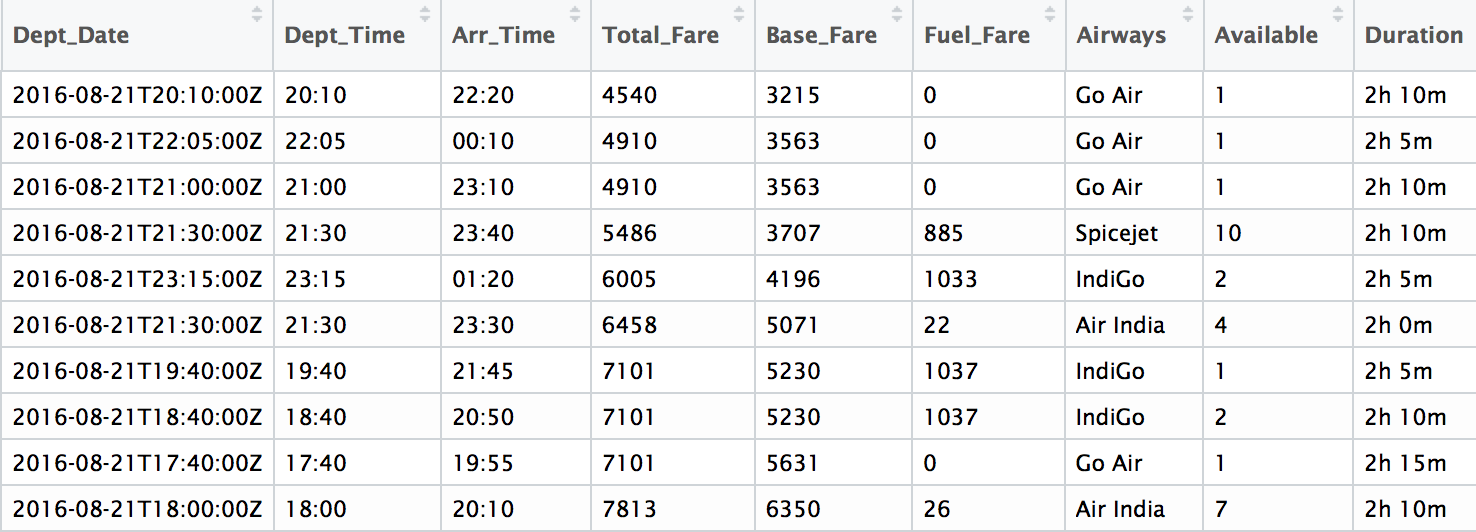 Dept_Date Dept_Time Arr_Time Total_Fare Base_Fare Fuel_Fare Airways Available Duration
2016-08-21T20:10:00Z 20:10 22:20 4540 3215 0 Go Air 1 2h 10m
2016-08-21T22:05:00Z 22:05 00:10 4910 3563 0 Go Air 1 2h 5m
2016-08-21T21:00:00Z 21:00 23:10 4910 3563 0 Go Air 1 2h 10m
2016-08-21T21:30:00Z 21:30 23:40 5486 3707 885 Spicejet 10 2h 10m
2016-08-21T23:15:00Z 23:15 01:20 6005 4196 1033 IndiGo 2 2h 5m
2016-08-21T21:30:00Z 21:30 23:30 6458 5071 22 Air India 4 2h 0m
2016-08-21T19:40:00Z 19:40 21:45 7101 5230 1037 IndiGo 1 2h 5m
2016-08-21T18:40:00Z 18:40 20:50 7101 5230 1037 IndiGo 2 2h 10m
2016-08-21T17:40:00Z 17:40 19:55 7101 5631 0 Go Air 1 2h 15m
2016-08-21T18:00:00Z 18:00 20:10 7813 6350 26 Air India 7 2h 10m